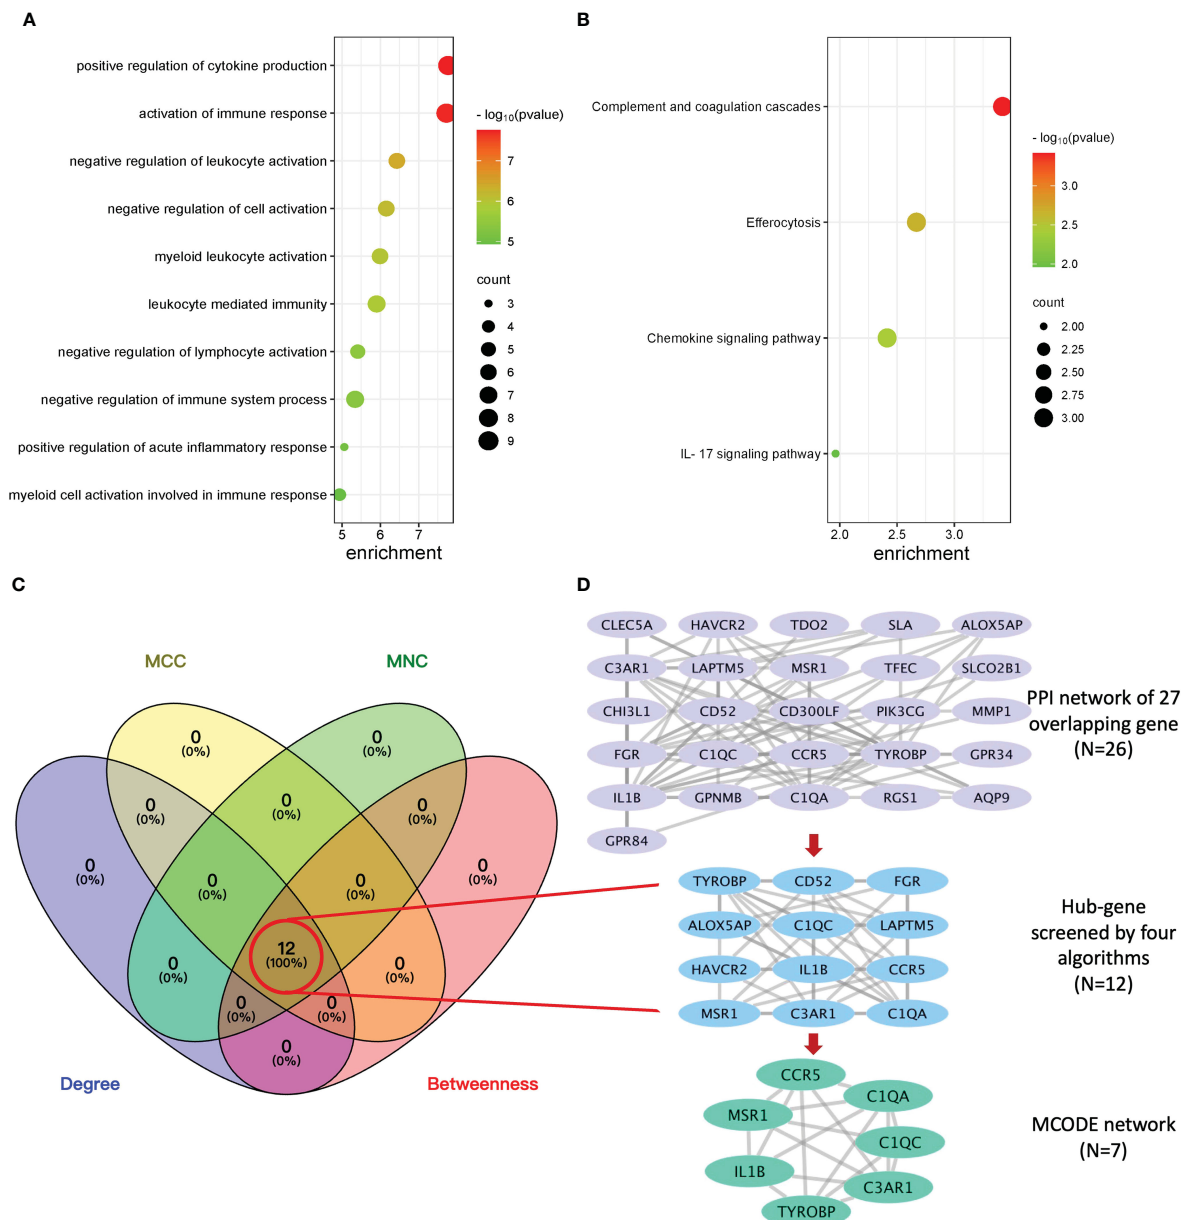 A
positive regulation of cytokine production
activation of immune response
negative regulation of leukocyte activation
negative regulation of cell activation
myeloid leukocyte activation
leukocyte mediated immunity
negative regulation of lymphocyte activation
negative regulation of immune system process
positive regulation of acute inflammatory response
myeloid cell activation involved in immune response
5 6 7
enrichment
- log10(pvalue)
7
6
5
count
3
4
5
6
7
8
9
B
Complement and coagulation cascades
Efferocytosis
Chemokine signaling pathway
IL- 17 signaling pathway
2.0 2.5 3.0
enrichment
- log10(pvalue)
3.0
2.5
2.0
count
2.00
2.25
2.50
2.75
3.00
C
MCC
MNC
Degree
Betweenness
0
(0%)
0
(0%)
0
(0%)
0
(0%)
0
(0%)
0
(0%)
0
(0%)
0
(0%)
0
(0%)
12
(100%)
0
(0%)
0
(0%)
0
(0%)
0
(0%)
0
(0%)
D
CLEC5A HAVCR2 TDO2 SLA ALOX5AP
C3AR1 LAPTM5 MSR1 TFEC SLCO2B1
CHI3L1 CD52 CD300LF PIK3CG MMP1
FGR C1QC CCR5 TYROBP GPR34
IL1B GPNMB C1QA RGS1 AQP9
GPR84
PPI network of 27
overlapping gene
(N=26)
TYROBP CD52 FGR
ALOX5AP C1QC LAPTM5
HAVCR2 IL1B CCR5
MSR1 C3AR1 C1QA
Hub-gene
screened by four
algorithms
(N=12)
CCR5
C1QA
MSR1
C1QC
IL1B
C3AR1
TYROBP
MCODE network
(N=7)